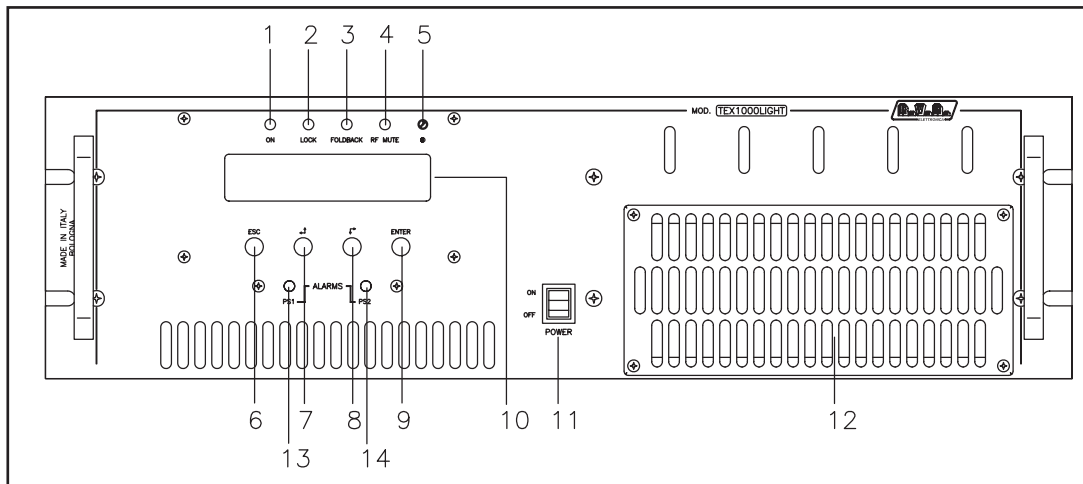 1 2 3 4 5
MOD. TEX1000LIGHT R.V.R. ELETTRONICA
ON LOCK FOLDBACK RF MUTE
MADE IN ITALY
BOLOGNA
ESC ENTER
ALARMS
PS1 PS2
ON
OFF
POWER
6 7 8 9 10 11 12
13 14